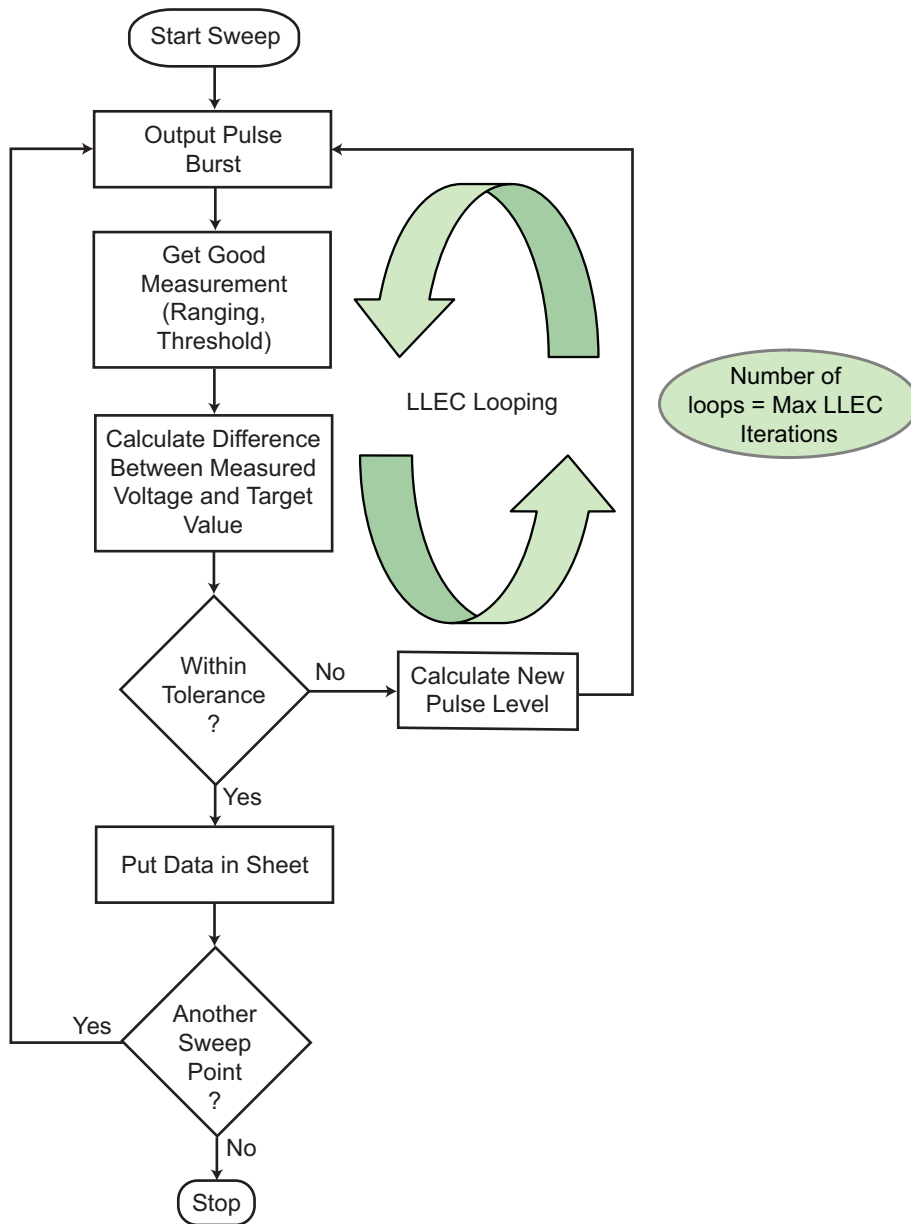 Start Sweep
Output Pulse
Burst
Get Good
Measurement
(Ranging,
Threshold)
LLEC Looping
Number of
loops = Max LLEC
Iterations
Calculate Difference
Between Measured
Voltage and Target
Value
Within
Tolerance
?
No
Calculate New
Pulse Level
Yes
Put Data in Sheet
Another
Sweep
Point
?
Yes
No
Stop